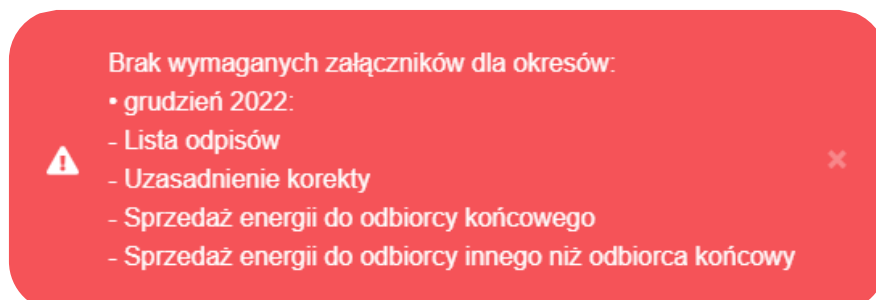 Brak wymaganych załączników dla okresów:
• grudzień 2022:
- Lista odpisów
- Uzasadnienie korekty
- Sprzedaż energii do odbiorcy końcowego
- Sprzedaż energii do odbiorcy innego niż odbiorca końcowy